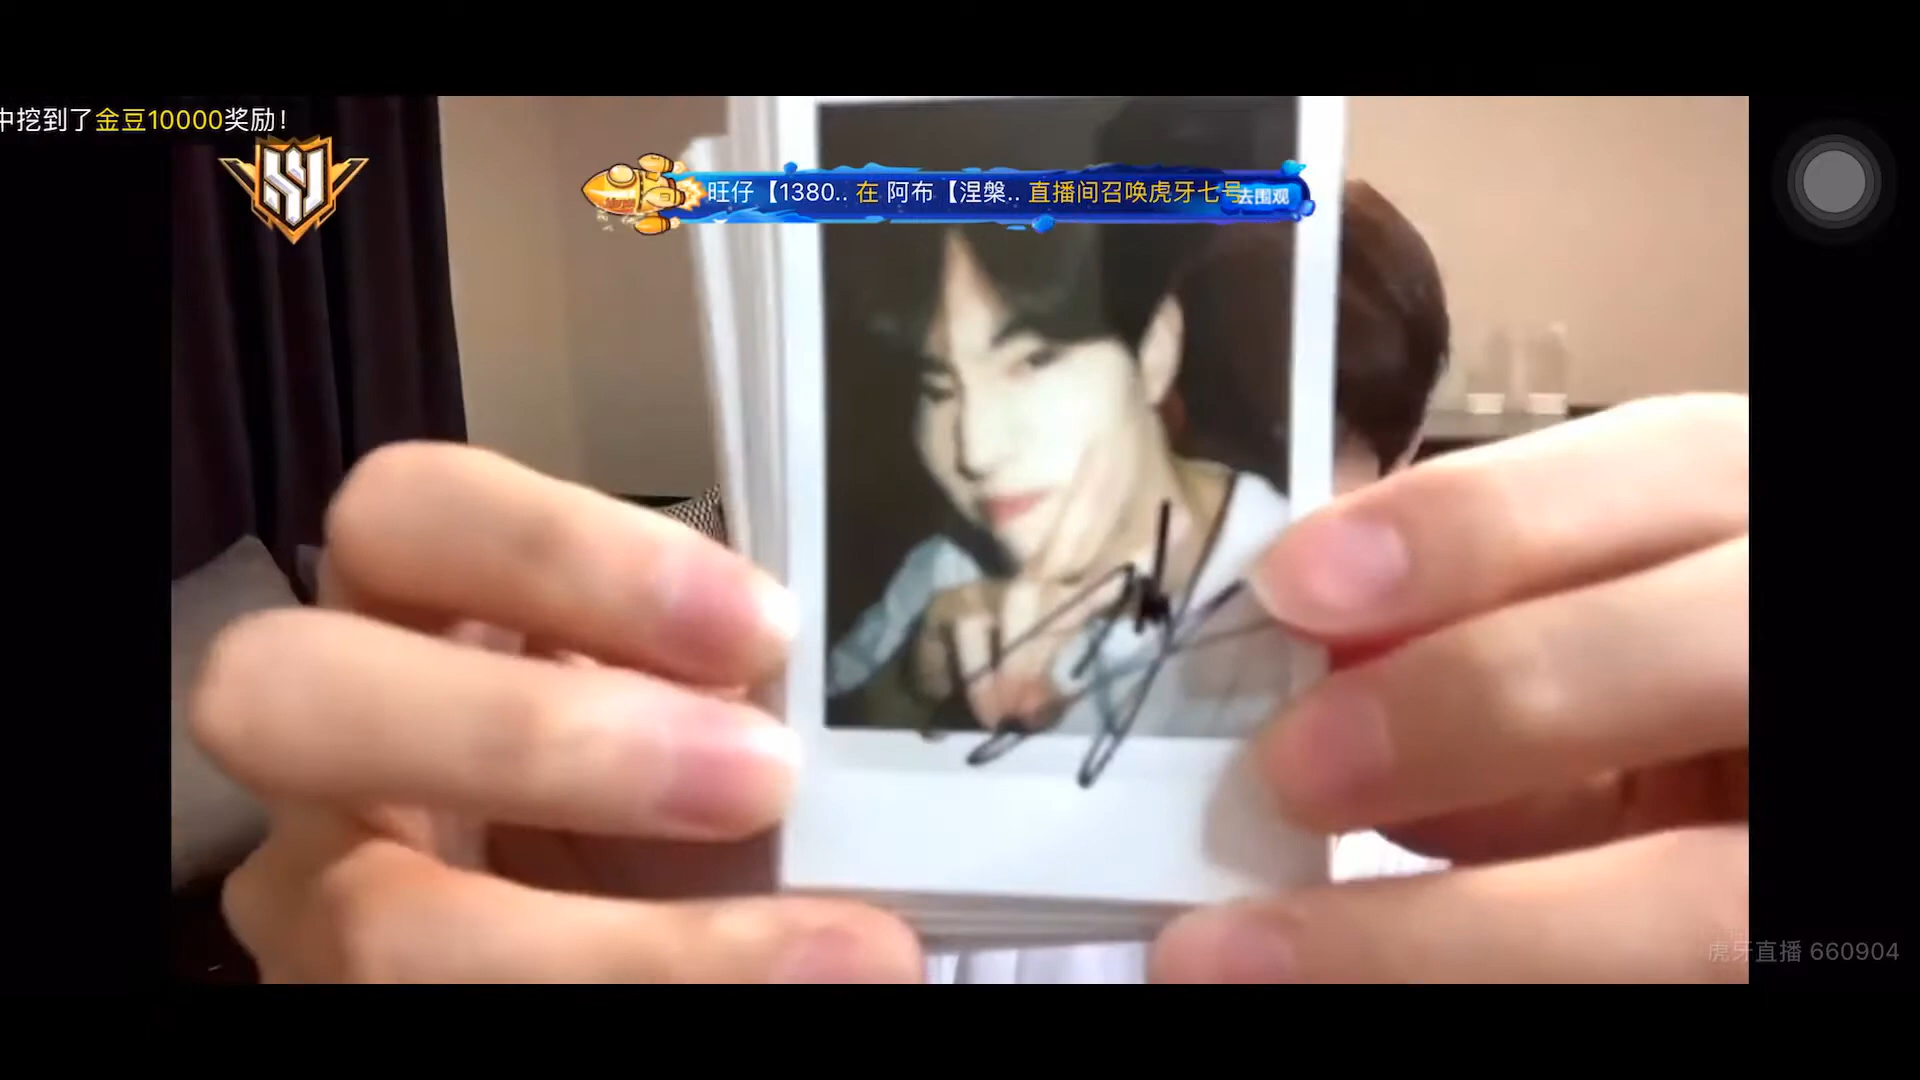 中挖到了金豆10000奖励!
旺仔【1380.. 在 阿布【涅槃.. 直播间召唤虎牙七号
去围观
虎牙直播 660904